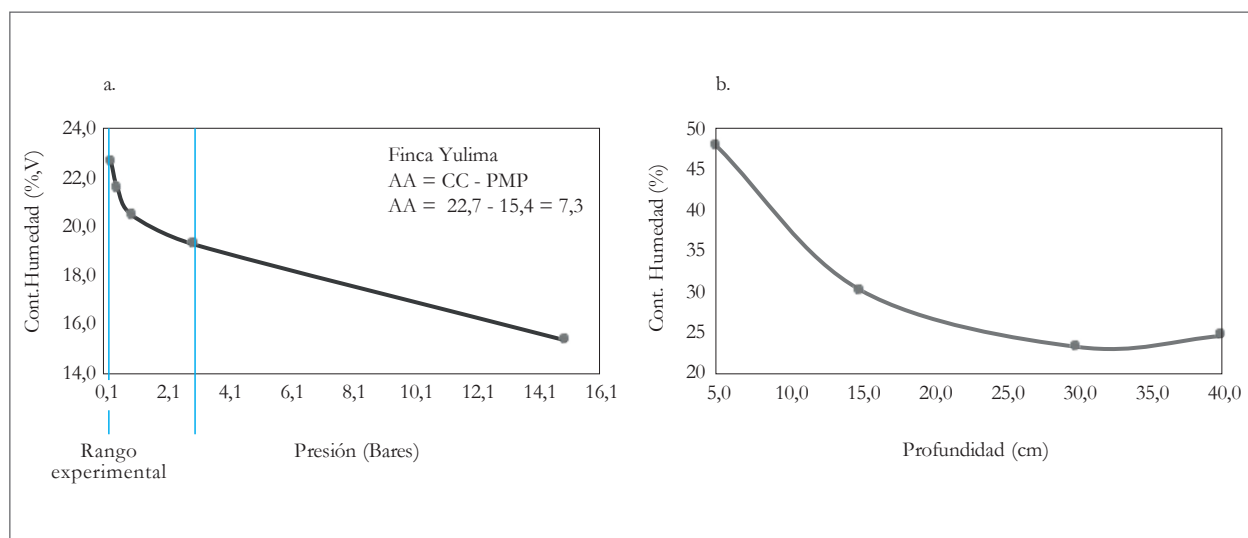 a.
24,0
22,0
20,0
18,0
16,0
14,0
Cont.Humedad (%,V)
Finca Yulima
AA = CC - PMP
AA = 22,7 - 15,4 = 7,3
0,1 2,1 4,1 6,1 8,1 10,1 12,1 14,1 16,1
Rango
experimental
Presión (Bares)
b.
50
45
40
35
30
25
20
Cont. Humedad (%)
5,0 10,0 15,0 20,0 25,0 30,0 35,0 40,0
Profundidad (cm)